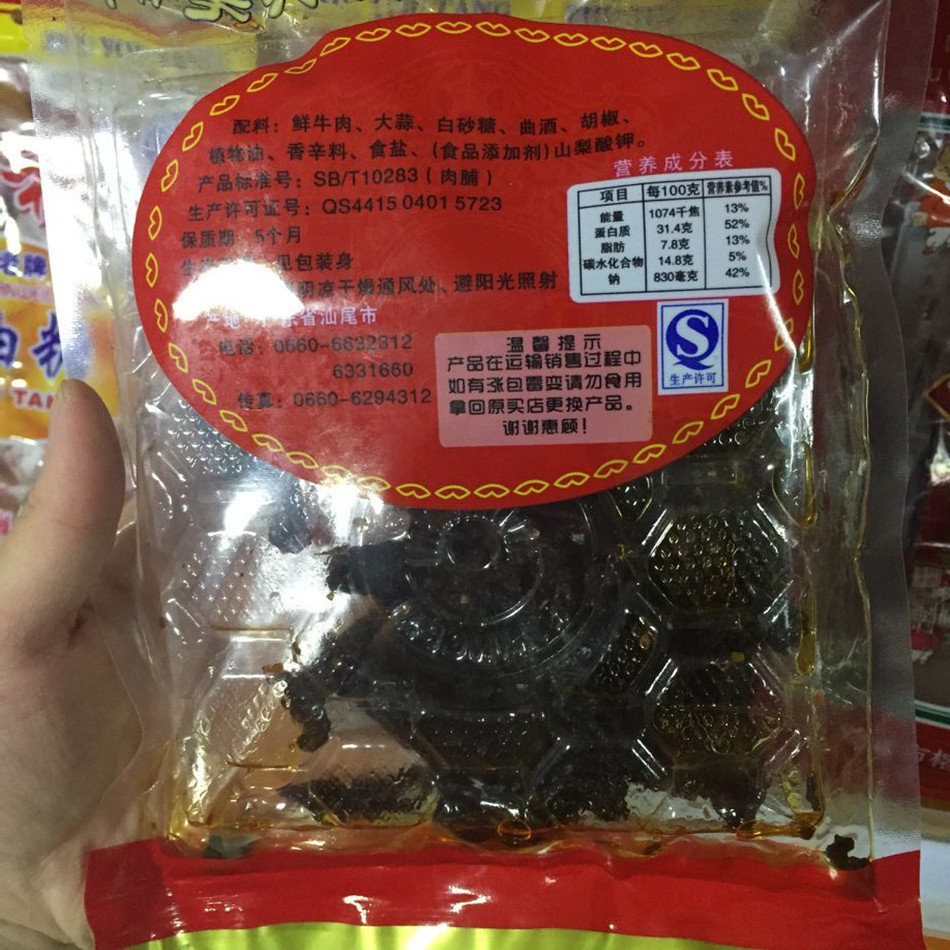 配料：鲜牛肉、大蒜、白砂糖、曲酒、胡椒、
植物油、香辛料、食盐、(食品添加剂)山梨酸钾。
产品标准号：SB/T10283 (肉脯)
生产许可证号：QS4415 0401 5723
保质期：5个月
见包装身
阴凉干燥通风处、避阳光照射
省汕尾市
电话：0660-6632812
6331660
传真：0660-6294312
营养成分表
项目 每100克 营养素参考值%
能量 1074千焦 13%
蛋白质 31.4克 52%
脂肪 7.8克 13%
碳水化合物 14.8克 5%
钠 830毫克 42%
QS
生产许可
温馨提示
产品在运输销售过程中
如有涨包霉变请勿食用
拿回原买店更换产品。
谢谢惠顾！
老牌